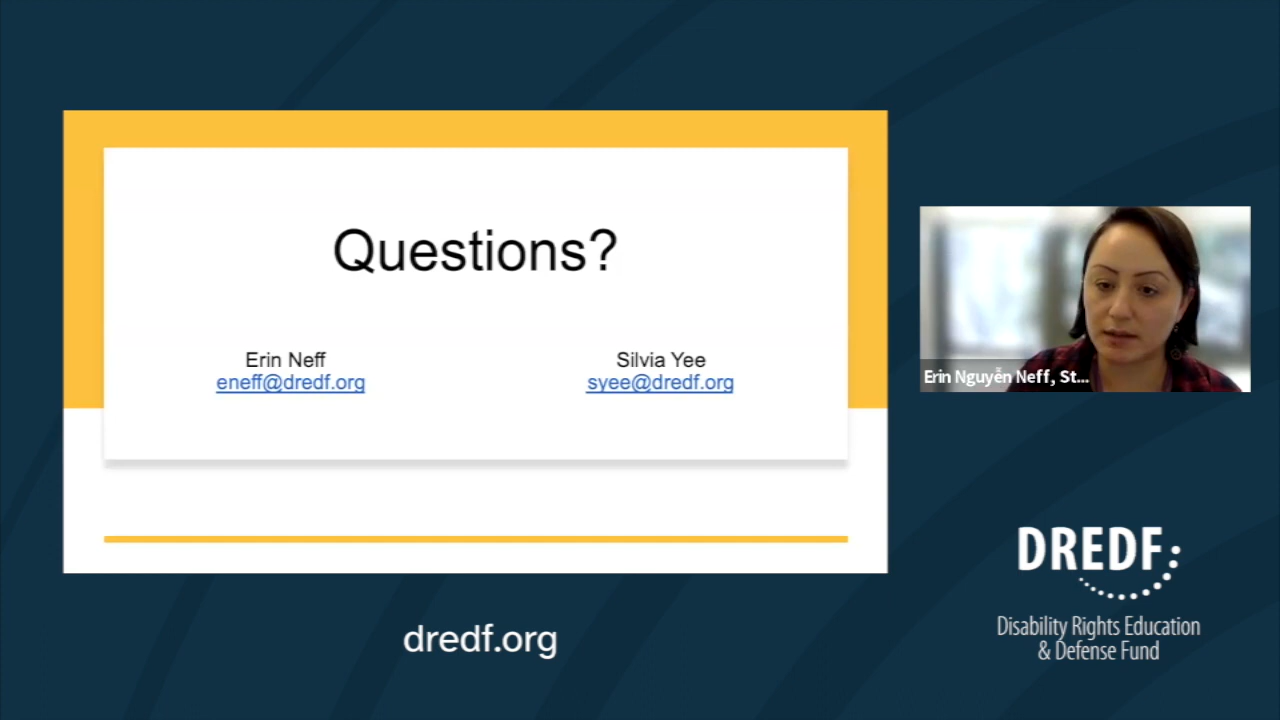 Questions?
Erin Neff
eneff@dredf.org
Silvia Yee
syee@dredf.org
Erin Nguyễn Neff, St...
dredf.org
DREDF
Disability Rights Education
& Defense Fund